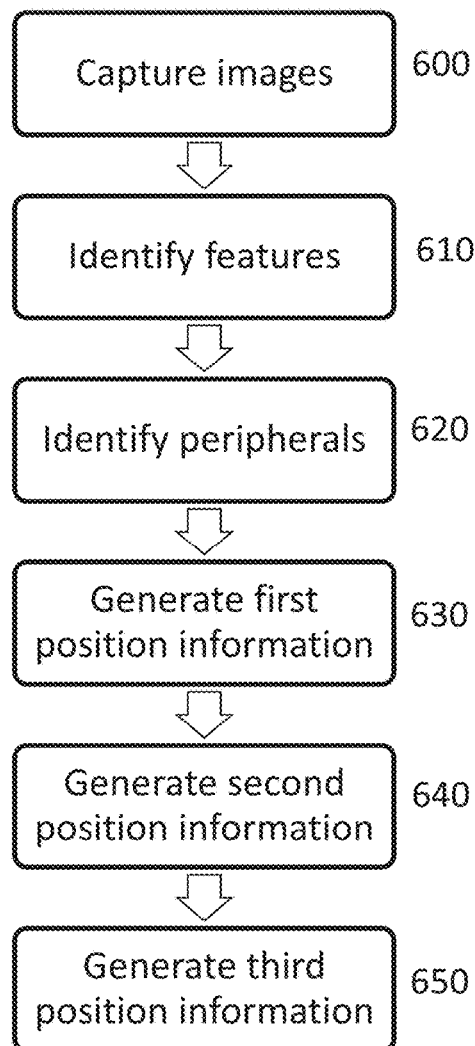 Capture images 600
Identify features 610
Identify peripherals 620
Generate first
position information 630
Generate second
position information 640
Generate third
position information 650